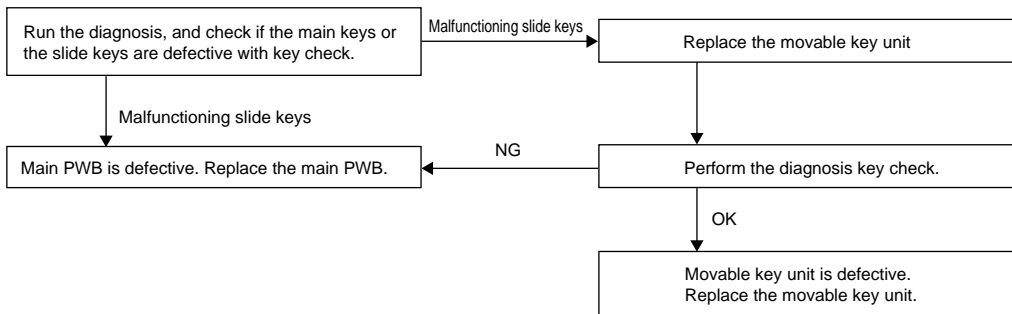 Run the diagnosis, and check if the main keys or
the slide keys are defective with key check.
Malfunctioning slide keys
Replace the movable key unit
Malfunctioning slide keys
Main PWB is defective. Replace the main PWB.
NG
Perform the diagnosis key check.
OK
Movable key unit is defective.
Replace the movable key unit.